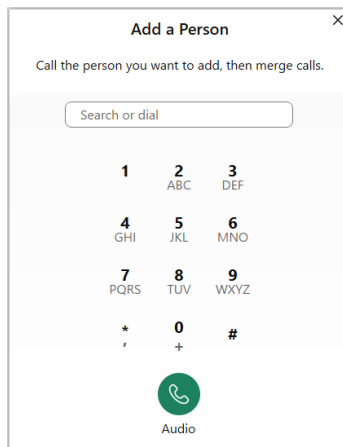 Add a Person
Call the person you want to add, then merge calls.
Search or dial
1 2 3
ABC DEF
4 5 6
GHI JKL MNO
7 8 9
PQRS TUV WXYZ
* 0 #
, +
Audio